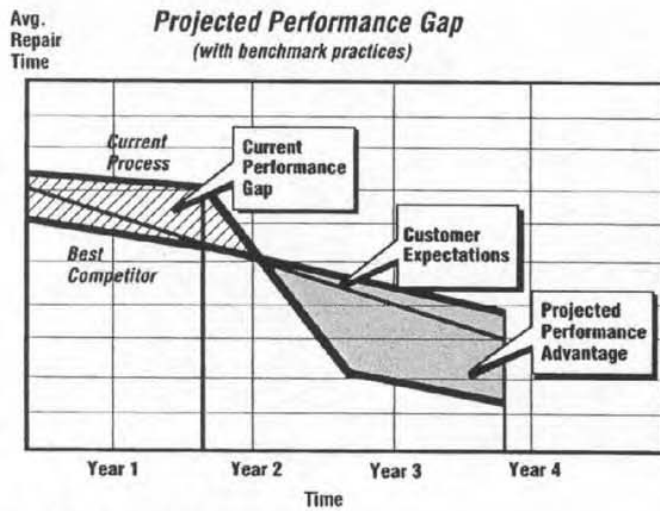 Avg.
Repair
Time
Projected Performance Gap
(with benchmark practices)
Current
Process
Current
Performance
Gap
Best
Competitor
Customer
Expectations
Projected
Performance
Advantage
Year 1
Year 2
Year 3
Year 4
Time